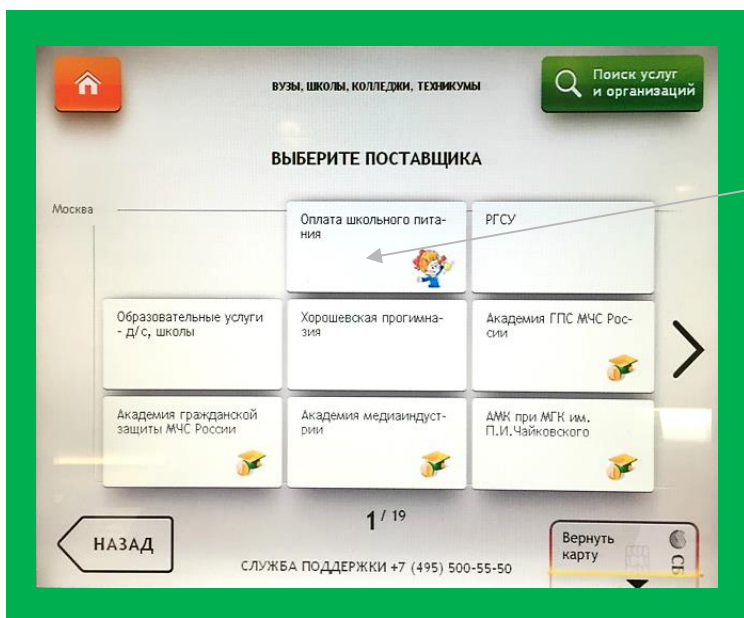 Поиск услуг
и организаций
ВУЗЫ, ШКОЛЫ, КОЛЛЕДЖИ, ТЕХНИКУМЫ
ВЫБЕРИТЕ ПОСТАВЩИКА
Москва
Оплата школьного пита-
ния
РГСУ
Образовательные услуги
- д/с, школы
Хорошевская прогимна-
зия
Академия ГПС МЧС Рос-
сии
Академия гражданской
защиты МЧС России
Академия медиаиндуст-
рии
АМК при МГК им.
П.И.Чайковского
1 / 19
НАЗАД
Вернуть
карту
СБ
СЛУЖБА ПОДДЕРЖКИ +7 (495) 500-55-50